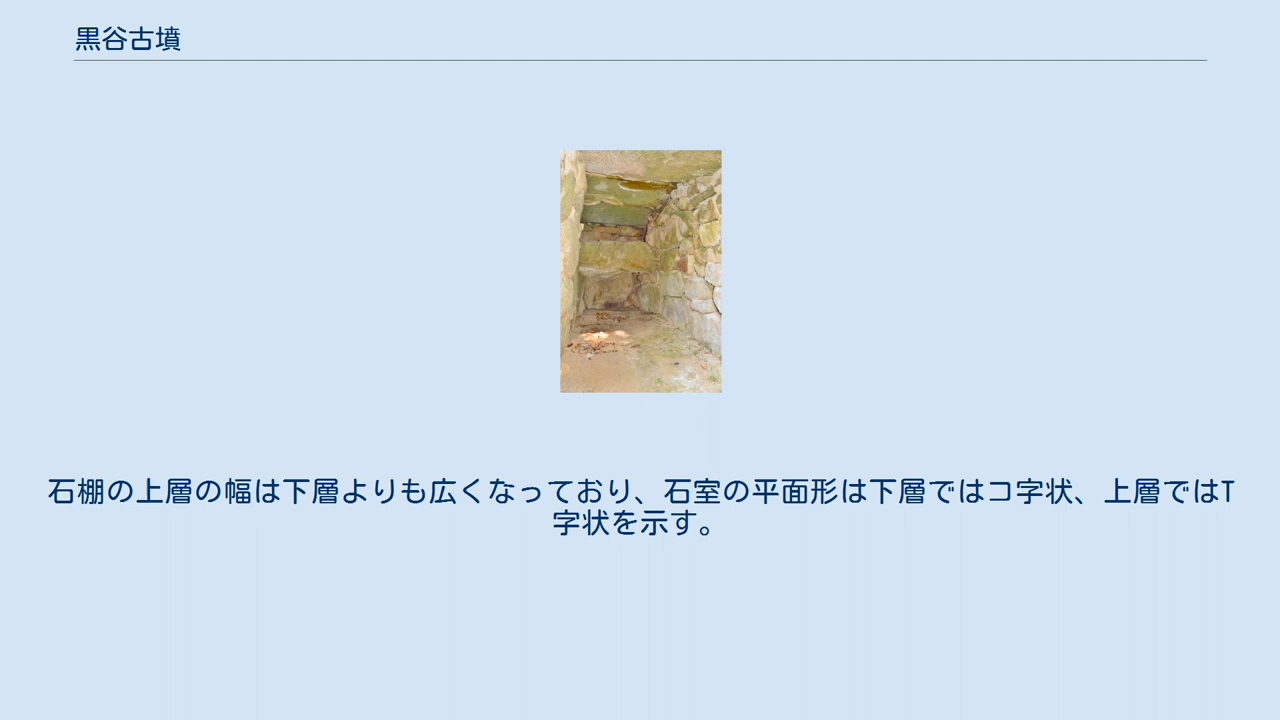 黒谷古墳
石棚の上層の幅は下層よりも広くなっており、石室の平面形は下層ではコ字状、上層ではT
字状を示す。